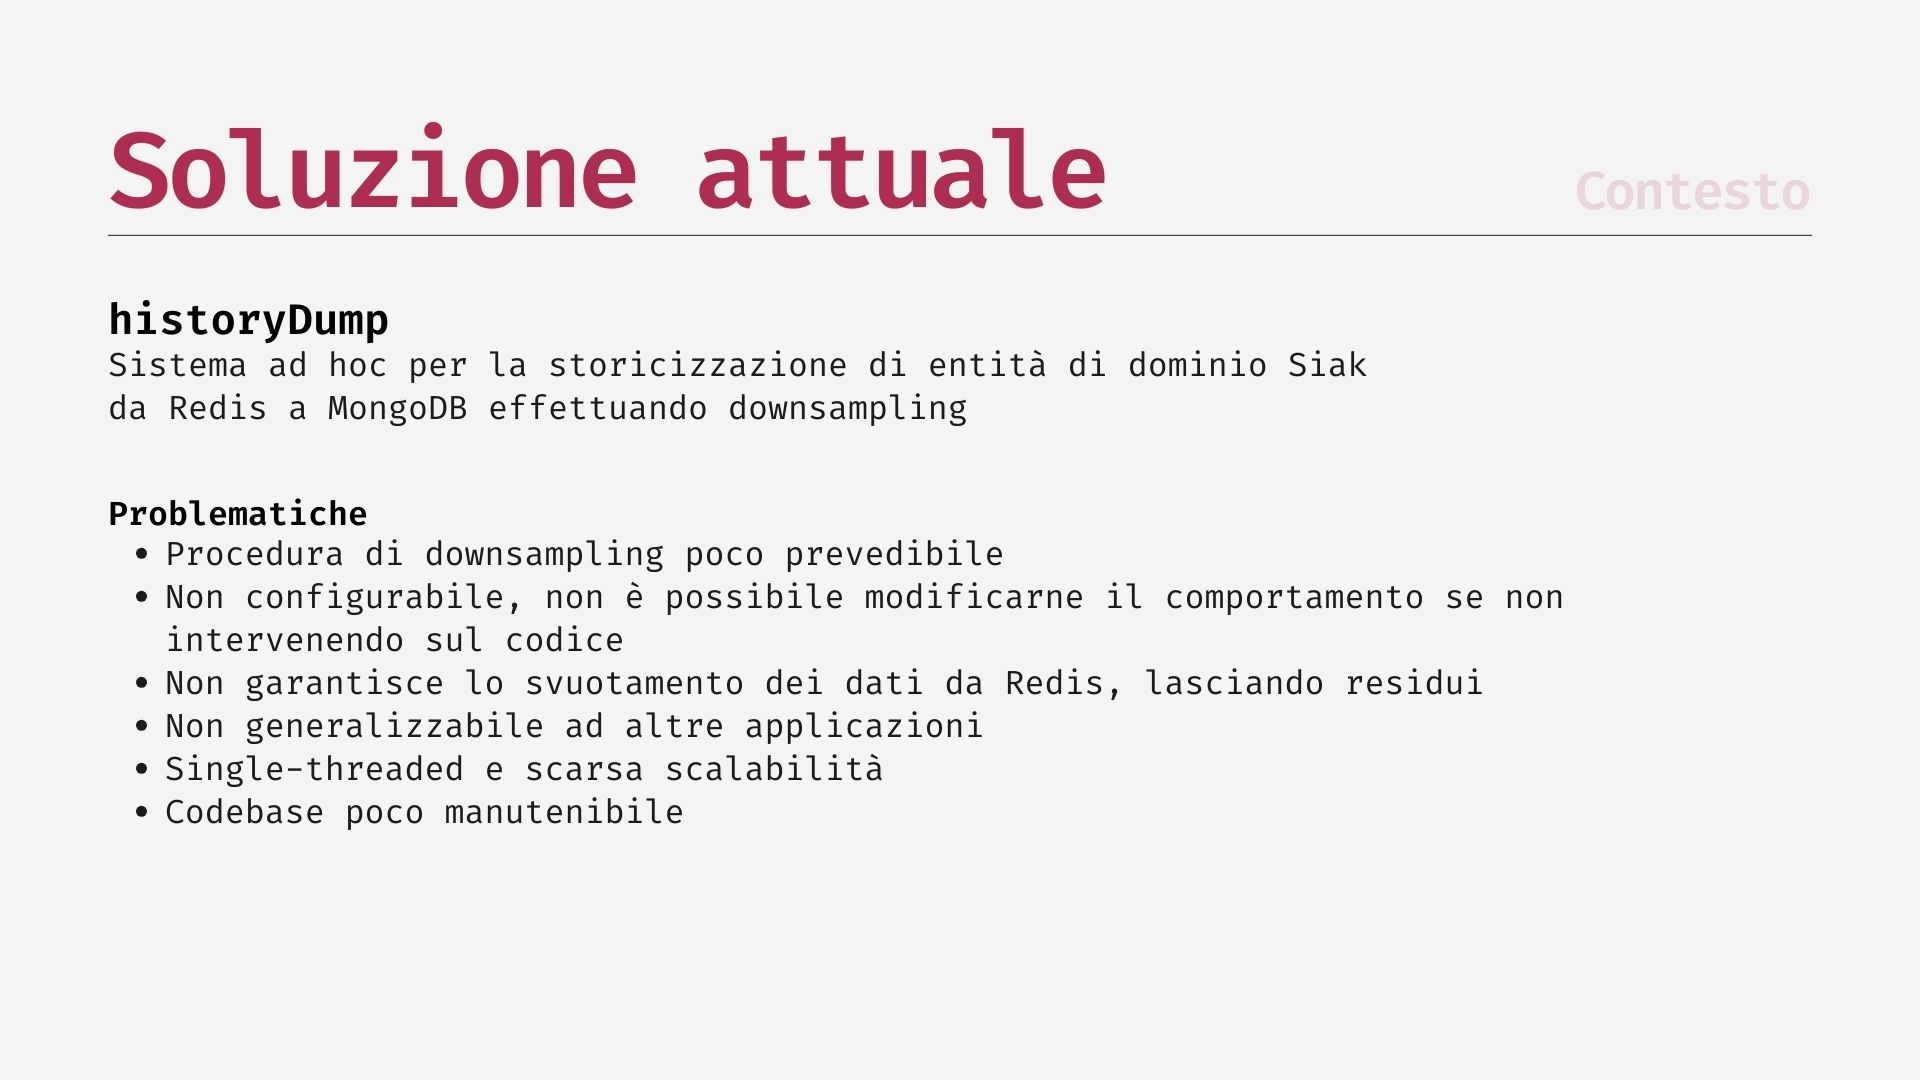 Soluzione attuale
Contesto
historyDump
Sistema ad hoc per la storicizzazione di entità di dominio Siak
da Redis a MongoDB effettuando downsampling
Problematiche
• Procedura di downsampling poco prevedibile
• Non configurabile, non è possibile modificarne il comportamento se non
intervenendo sul codice
• Non garantisce lo svuotamento dei dati da Redis, lasciando residui
• Non generalizzabile ad altre applicazioni
• Single-threaded e scarsa scalabilità
• Codebase poco manutenibile